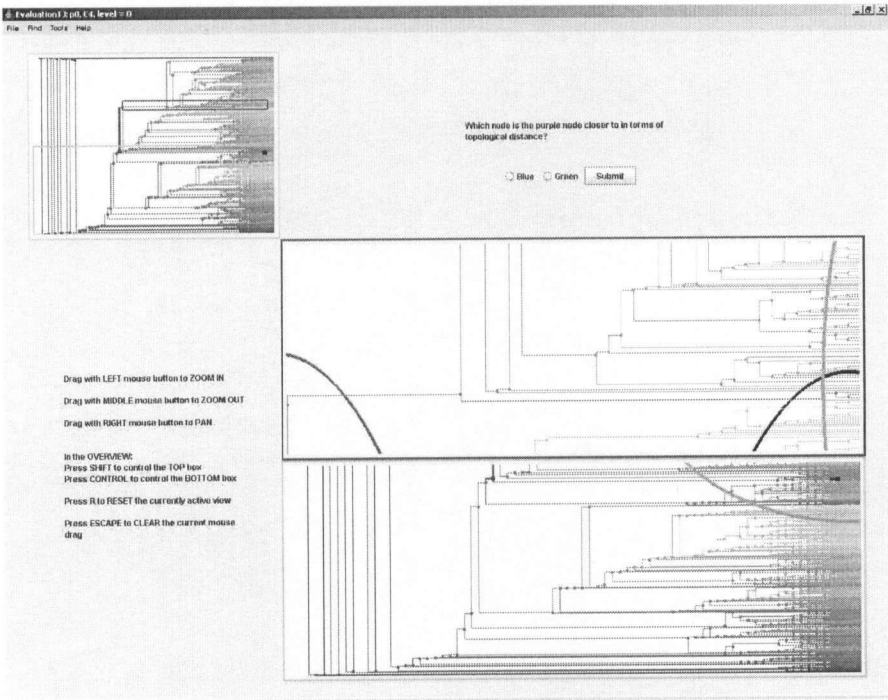 Evaluation13: p0, C4, level = 0
File Find Tools Help
Which node is the purple node closer to in terms of
topological distance?
Blue Green Submit
Drag with LEFT mouse button to ZOOM IN
Drag with MIDDLE mouse button to ZOOM OUT
Drag with RIGHT mouse button to PAN
In the OVERVIEW:
Press SHIFT to control the TOP box
Press CONTROL to control the BOTTOM box
Press R to RESET the currently active view
Press ESCAPE to CLEAR the current mouse
drag